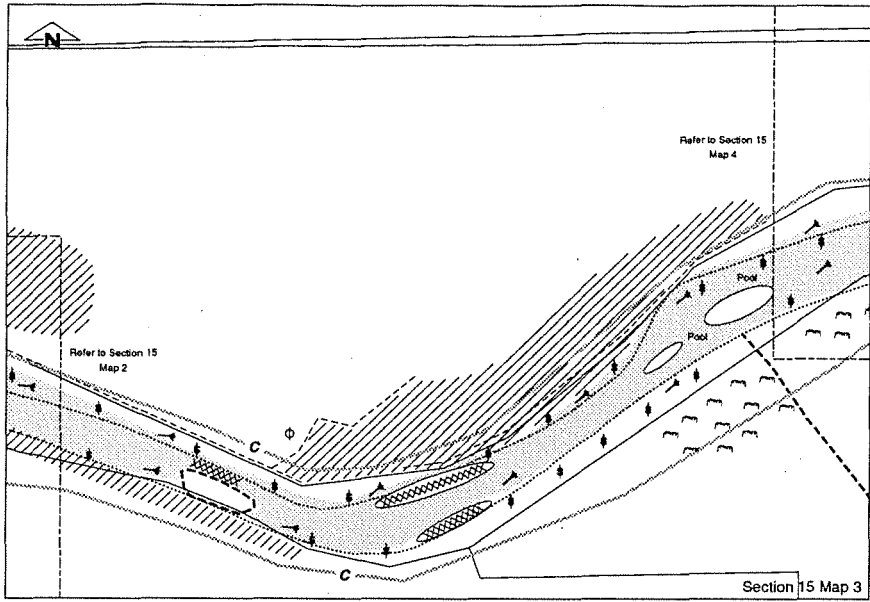 N
Refer to Section 15
Map 4
Pool
Pool
Refer to Section 15
Map 2
ϕ
C
C
Section 15 Map 3